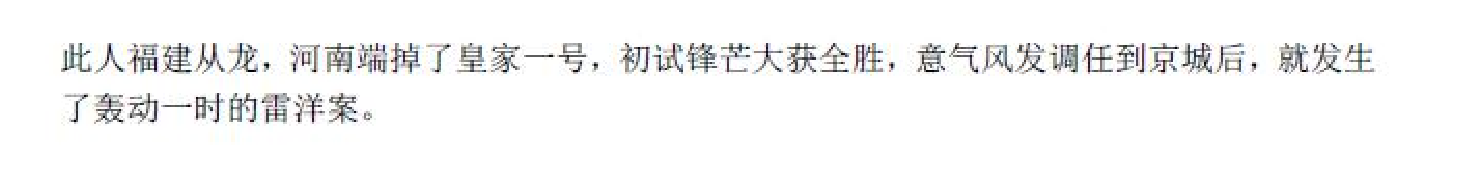 此人福建从龙，河南端掉了皇家一号，初试锋芒大获全胜，意气风发调任到京城后，就发生
了轰动一时的雷洋案。